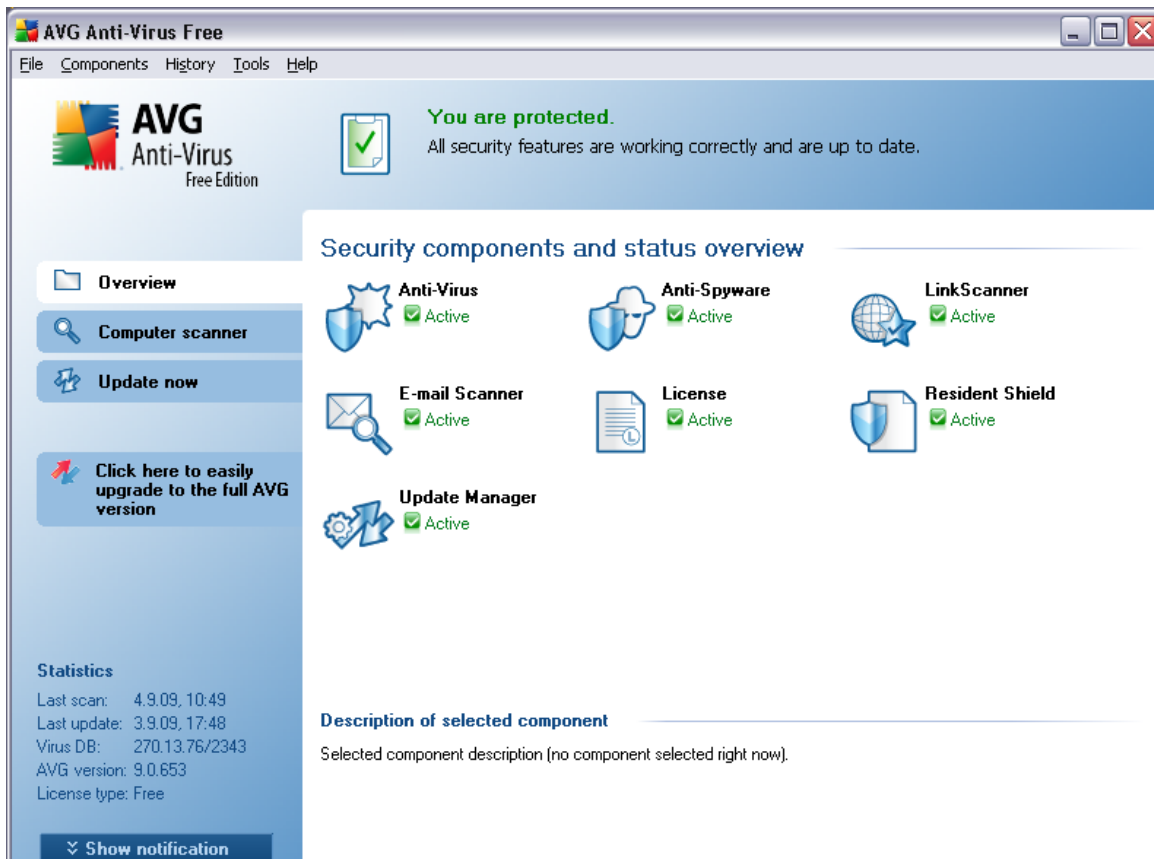 AVG Anti-Virus Free
File Components History Tools Help
AVG
Anti-Virus
Free Edition
You are protected.
All security features are working correctly and are up to date.
Overview
Computer scanner
Update now
Click here to easily
upgrade to the full AVG
version
Security components and status overview
Anti-Virus
Active
Anti-Spyware
Active
LinkScanner
Active
E-mail Scanner
Active
License
Active
Resident Shield
Active
Update Manager
Active
Statistics
Last scan: 4.9.09, 10:49
Last update: 3.9.09, 17:48
Virus DB: 270.13.76/2343
AVG version: 9.0.653
License type: Free
Show notification
Description of selected component
Selected component description (no component selected right now).